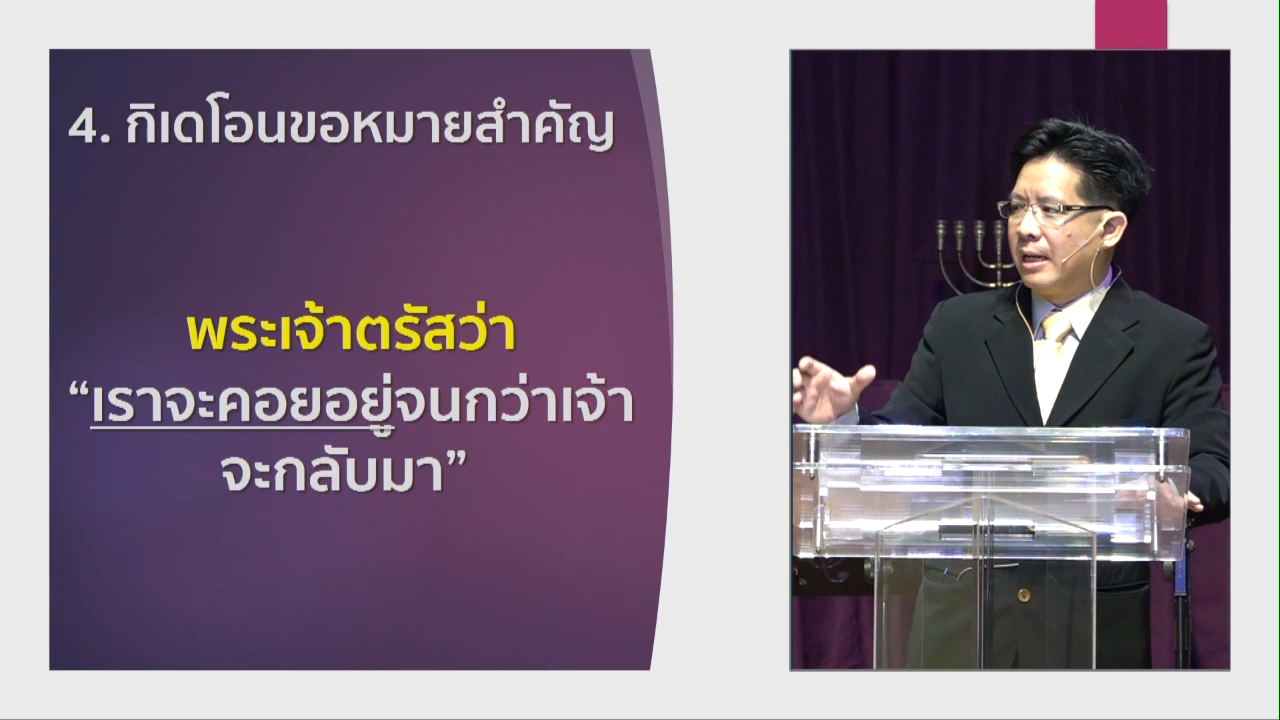 4. กิเดโอนขอหมายสำคัญ
พระเจ้าตรัสว่า
“เราจะคอยอยู่จนกว่าเจ้า
จะกลับมา”